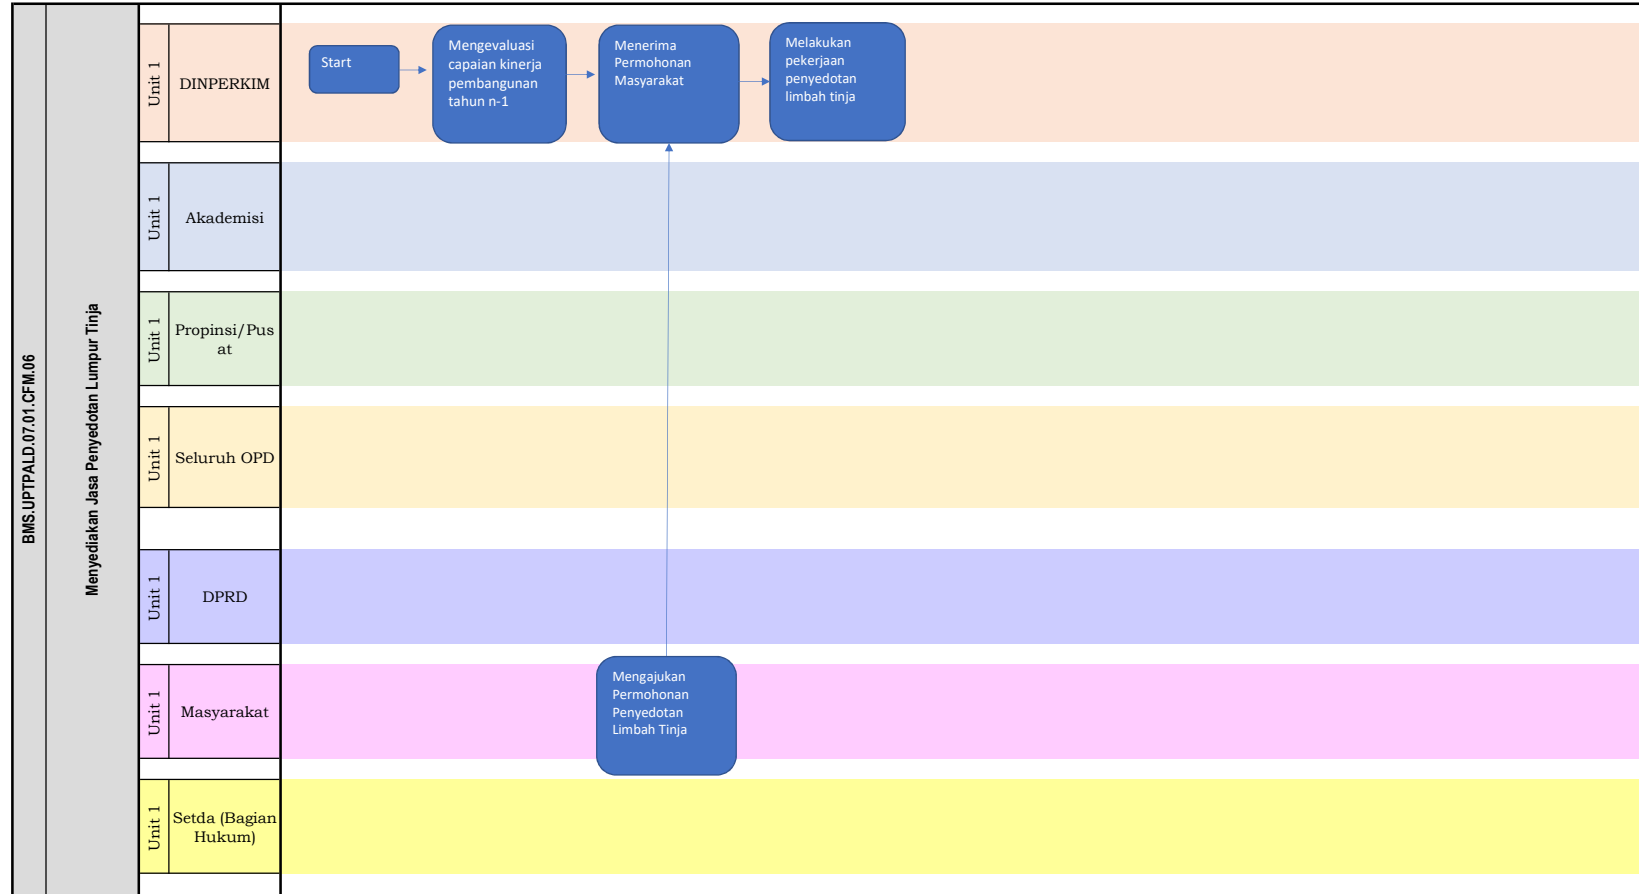 BMS.UPTPALD.07.01.CFM.06
Menyediakan Jasa Penyedotan Lumpur Tinja
Unit 1
DINPERKIM
Start
Mengevaluasi
capaian kinerja
pembangunan
tahun n-1
Menerima
Permohonan
Masyarakat
Melakukan
pekerjaan
penyedotan
limbah tinja
Unit 1
Akademisi
Unit 1
Propinsi/Pus
at
Unit 1
Seluruh OPD
Unit 1
DPRD
Unit 1
Masyarakat
Mengajukan
Permohonan
Penyedotan
Limbah Tinja
Unit 1
Setda (Bagian
Hukum)